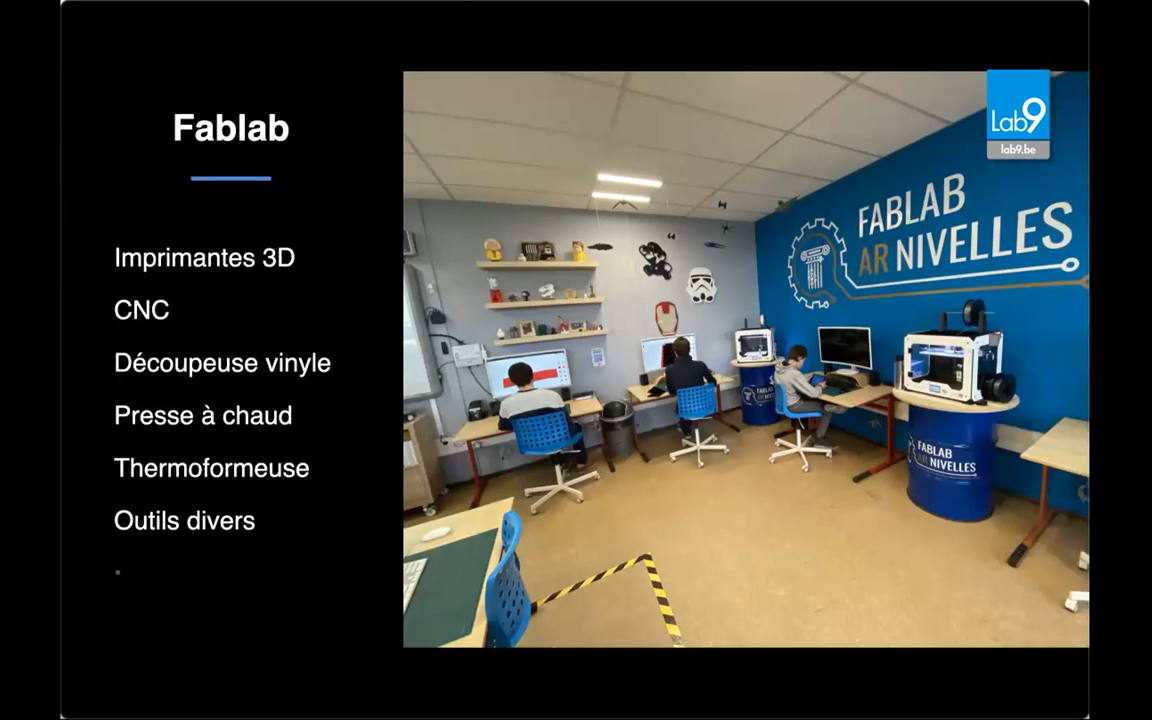 Fablab
Imprimantes 3D
CNC
Découpeuse vinyle
Presse à chaud
Thermoformeuse
Outils divers
Lab9
lab9.be
FABLAB
AR NIVELLES
FABLAB
AR NIVELLES